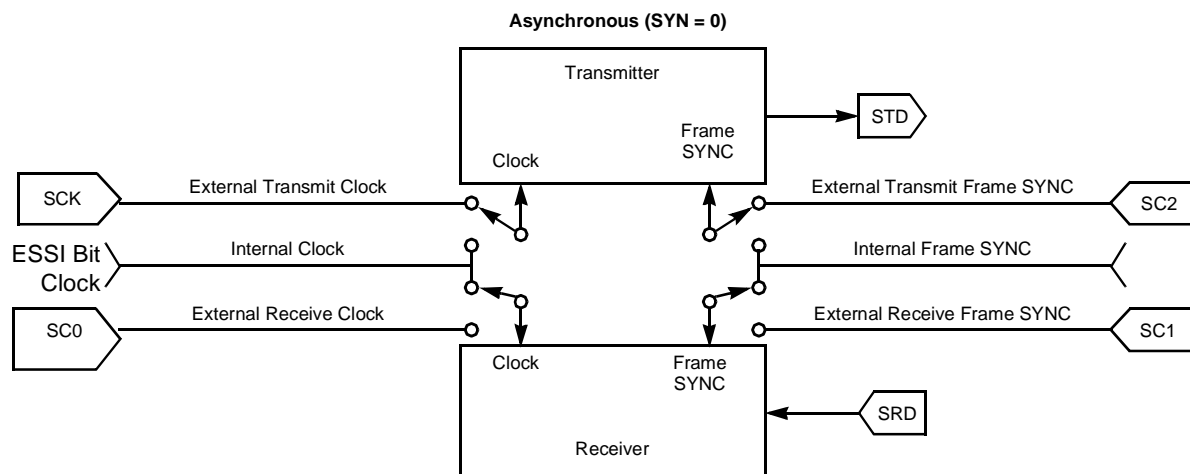 Asynchronous (SYN = 0)
Transmitter
STD
Frame
SYNC
Clock
SCK
External Transmit Clock
External Transmit Frame SYNC
SC2
ESSI Bit
Clock
Internal Clock
Internal Frame SYNC
SC0
External Receive Clock
External Receive Frame SYNC
SC1
Clock
Frame
SYNC
SRD
Receiver